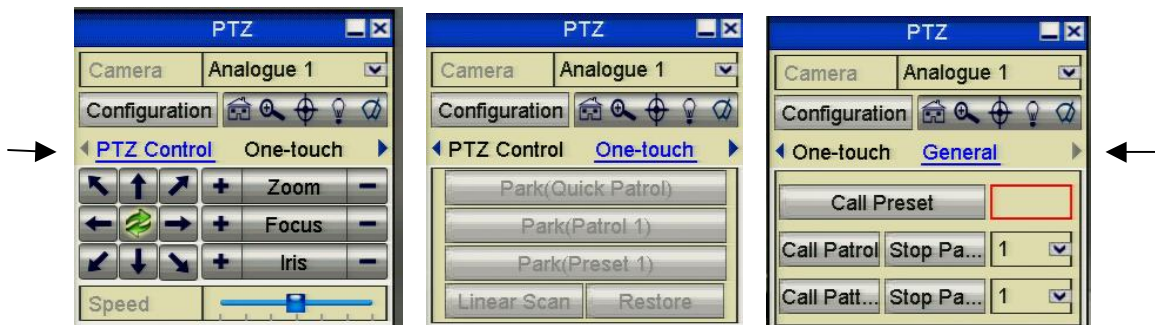 PTZ
Camera Analogue 1
Configuration
PTZ Control One-touch
+ Zoom −
+ Focus −
+ Iris −
Speed
PTZ
Camera Analogue 1
Configuration
PTZ Control One-touch
Park(Quick Patrol)
Park(Patrol 1)
Park(Preset 1)
Linear Scan Restore
PTZ
Camera Analogue 1
Configuration
One-touch General
Call Preset
Call Patrol Stop Pa... 1
Call Patt... Stop Pa... 1